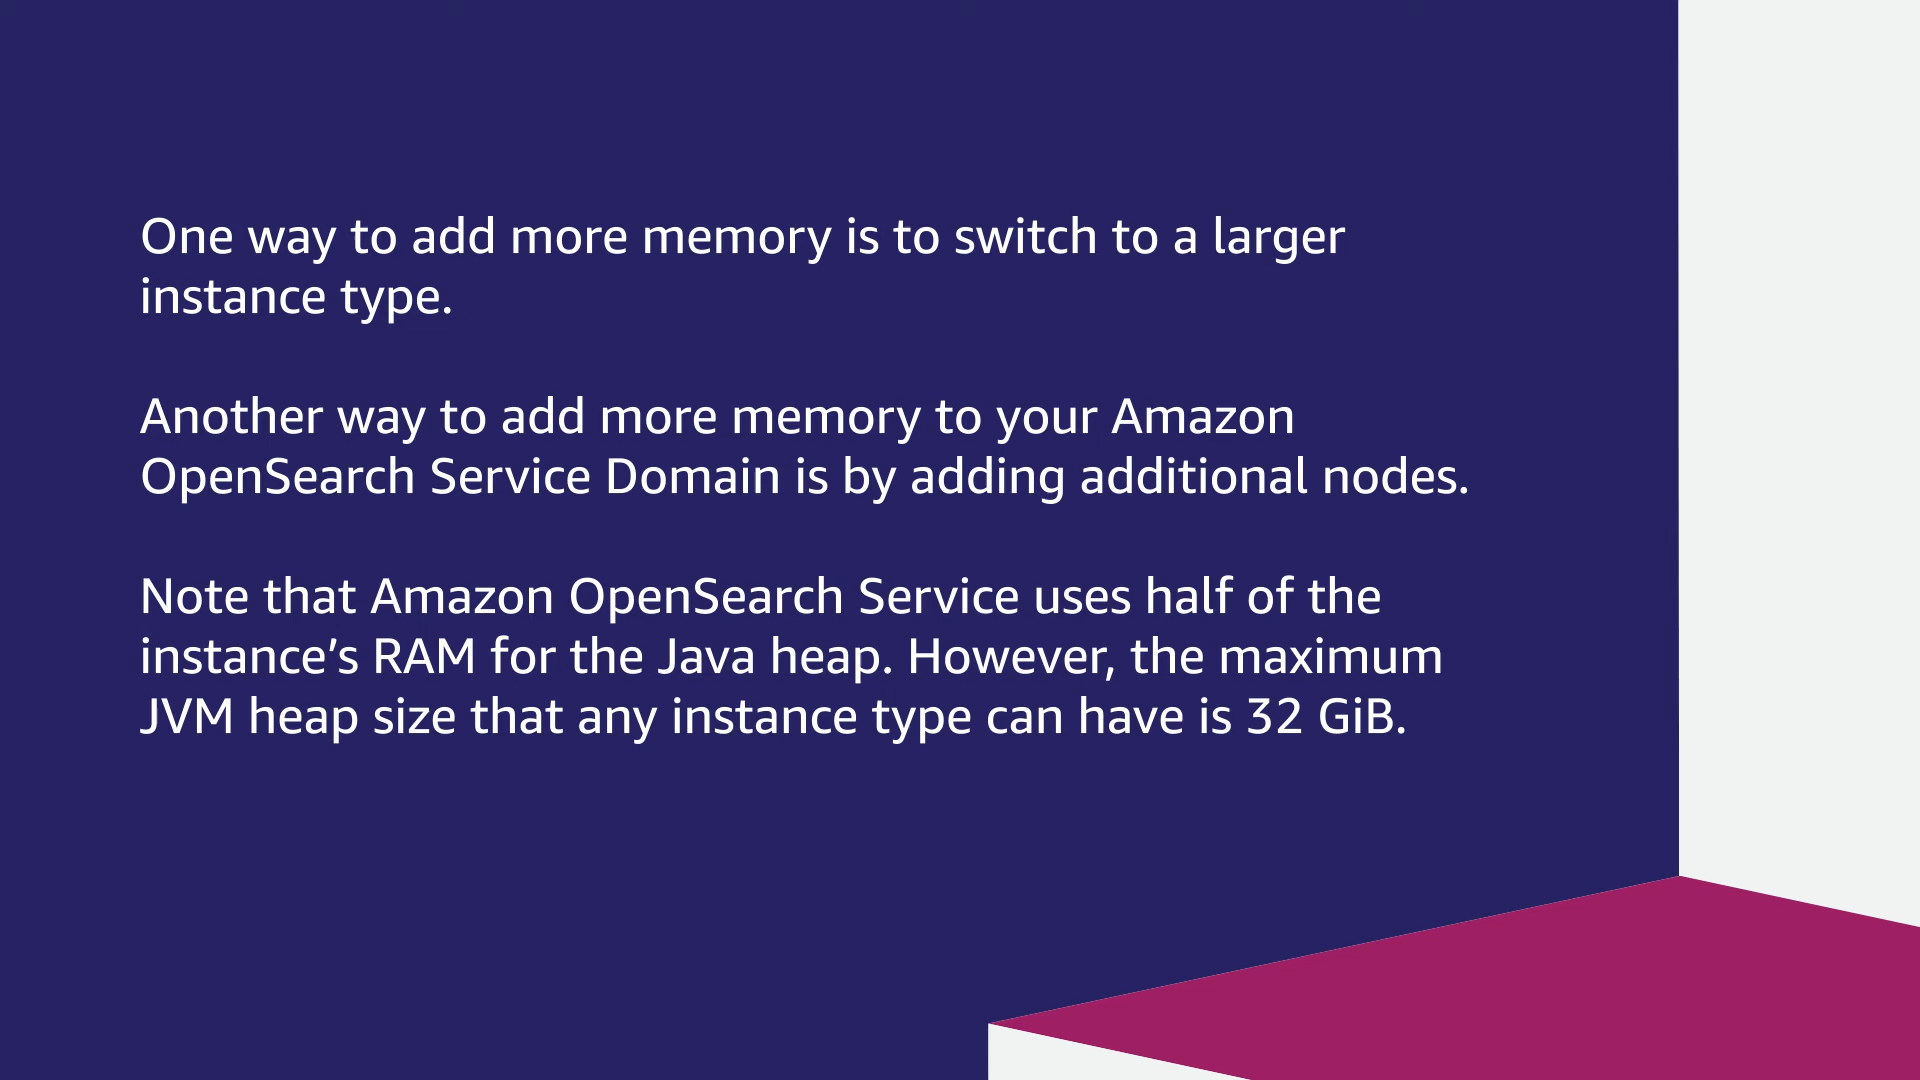 One way to add more memory is to switch to a larger
instance type.
Another way to add more memory to your Amazon
OpenSearch Service Domain is by adding additional nodes.
Note that Amazon OpenSearch Service uses half of the
instance’s RAM for the Java heap. However, the maximum
JVM heap size that any instance type can have is 32 GiB.